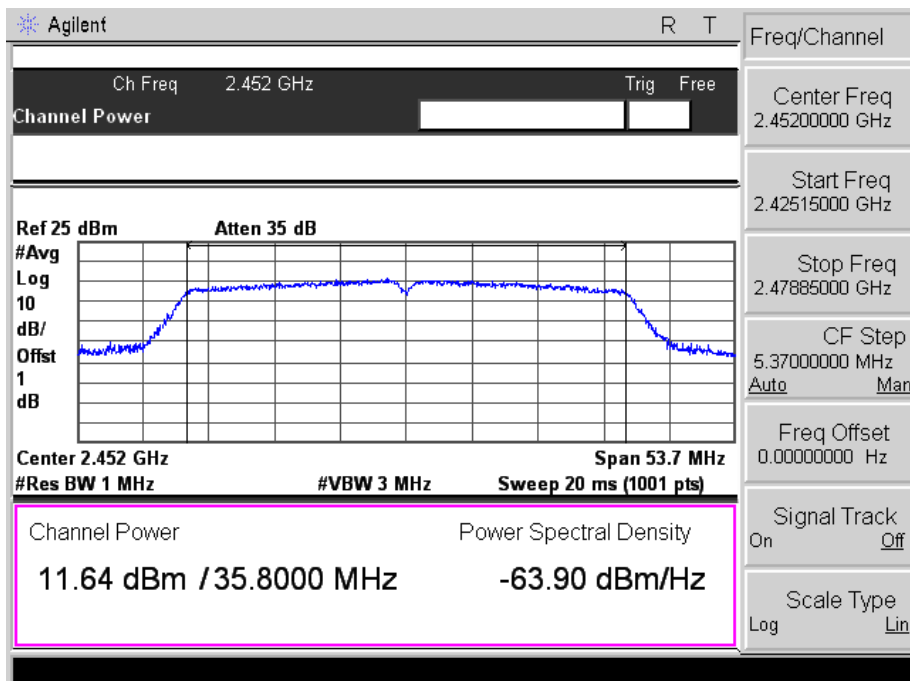 Agilent R T
Freq/Channel
Ch Freq 2.452 GHz Trig Free
Channel Power
Center Freq
2.45200000 GHz
Start Freq
2.42515000 GHz
Stop Freq
2.47885000 GHz
CF Step
5.37000000 MHz
Auto Man
Freq Offset
0.00000000 Hz
Signal Track
On Off
Scale Type
Log Lin
Ref 25 dBm Atten 35 dB
#Avg
Log
10
dB/
Offst
1
dB
Center 2.452 GHz Span 53.7 MHz
#Res BW 1 MHz #VBW 3 MHz Sweep 20 ms (1001 pts)
Channel Power Power Spectral Density
11.64 dBm / 35.8000 MHz -63.90 dBm/Hz